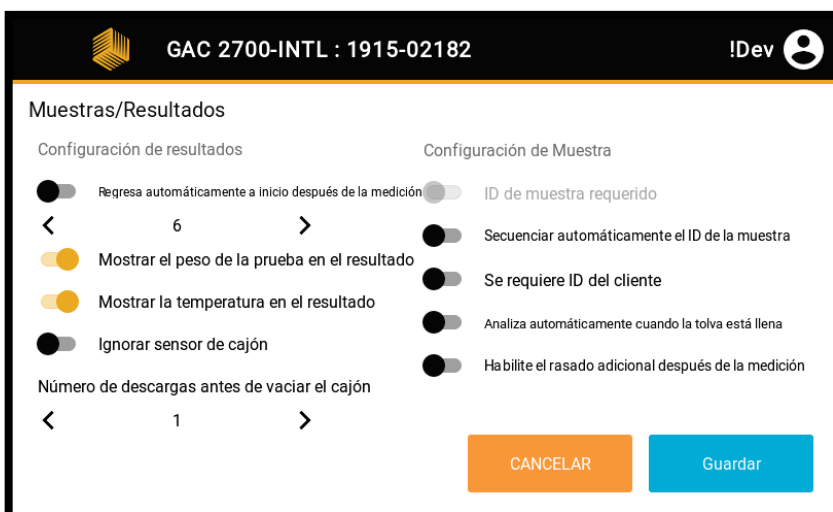 GAC 2700-INTL : 1915-02182
!Dev
Muestras/Resultados
Configuración de resultados
Regresa automáticamente a inicio después de la medición
6
Mostrar el peso de la prueba en el resultado
Mostrar la temperatura en el resultado
Ignorar sensor de cajón
Número de descargas antes de vaciar el cajón
1
Configuración de Muestra
ID de muestra requerido
Secuenciar automáticamente el ID de la muestra
Se requiere ID del cliente
Analiza automáticamente cuando la tolva está llena
Habilite el rasado adicional después de la medición
CANCELAR
Guardar